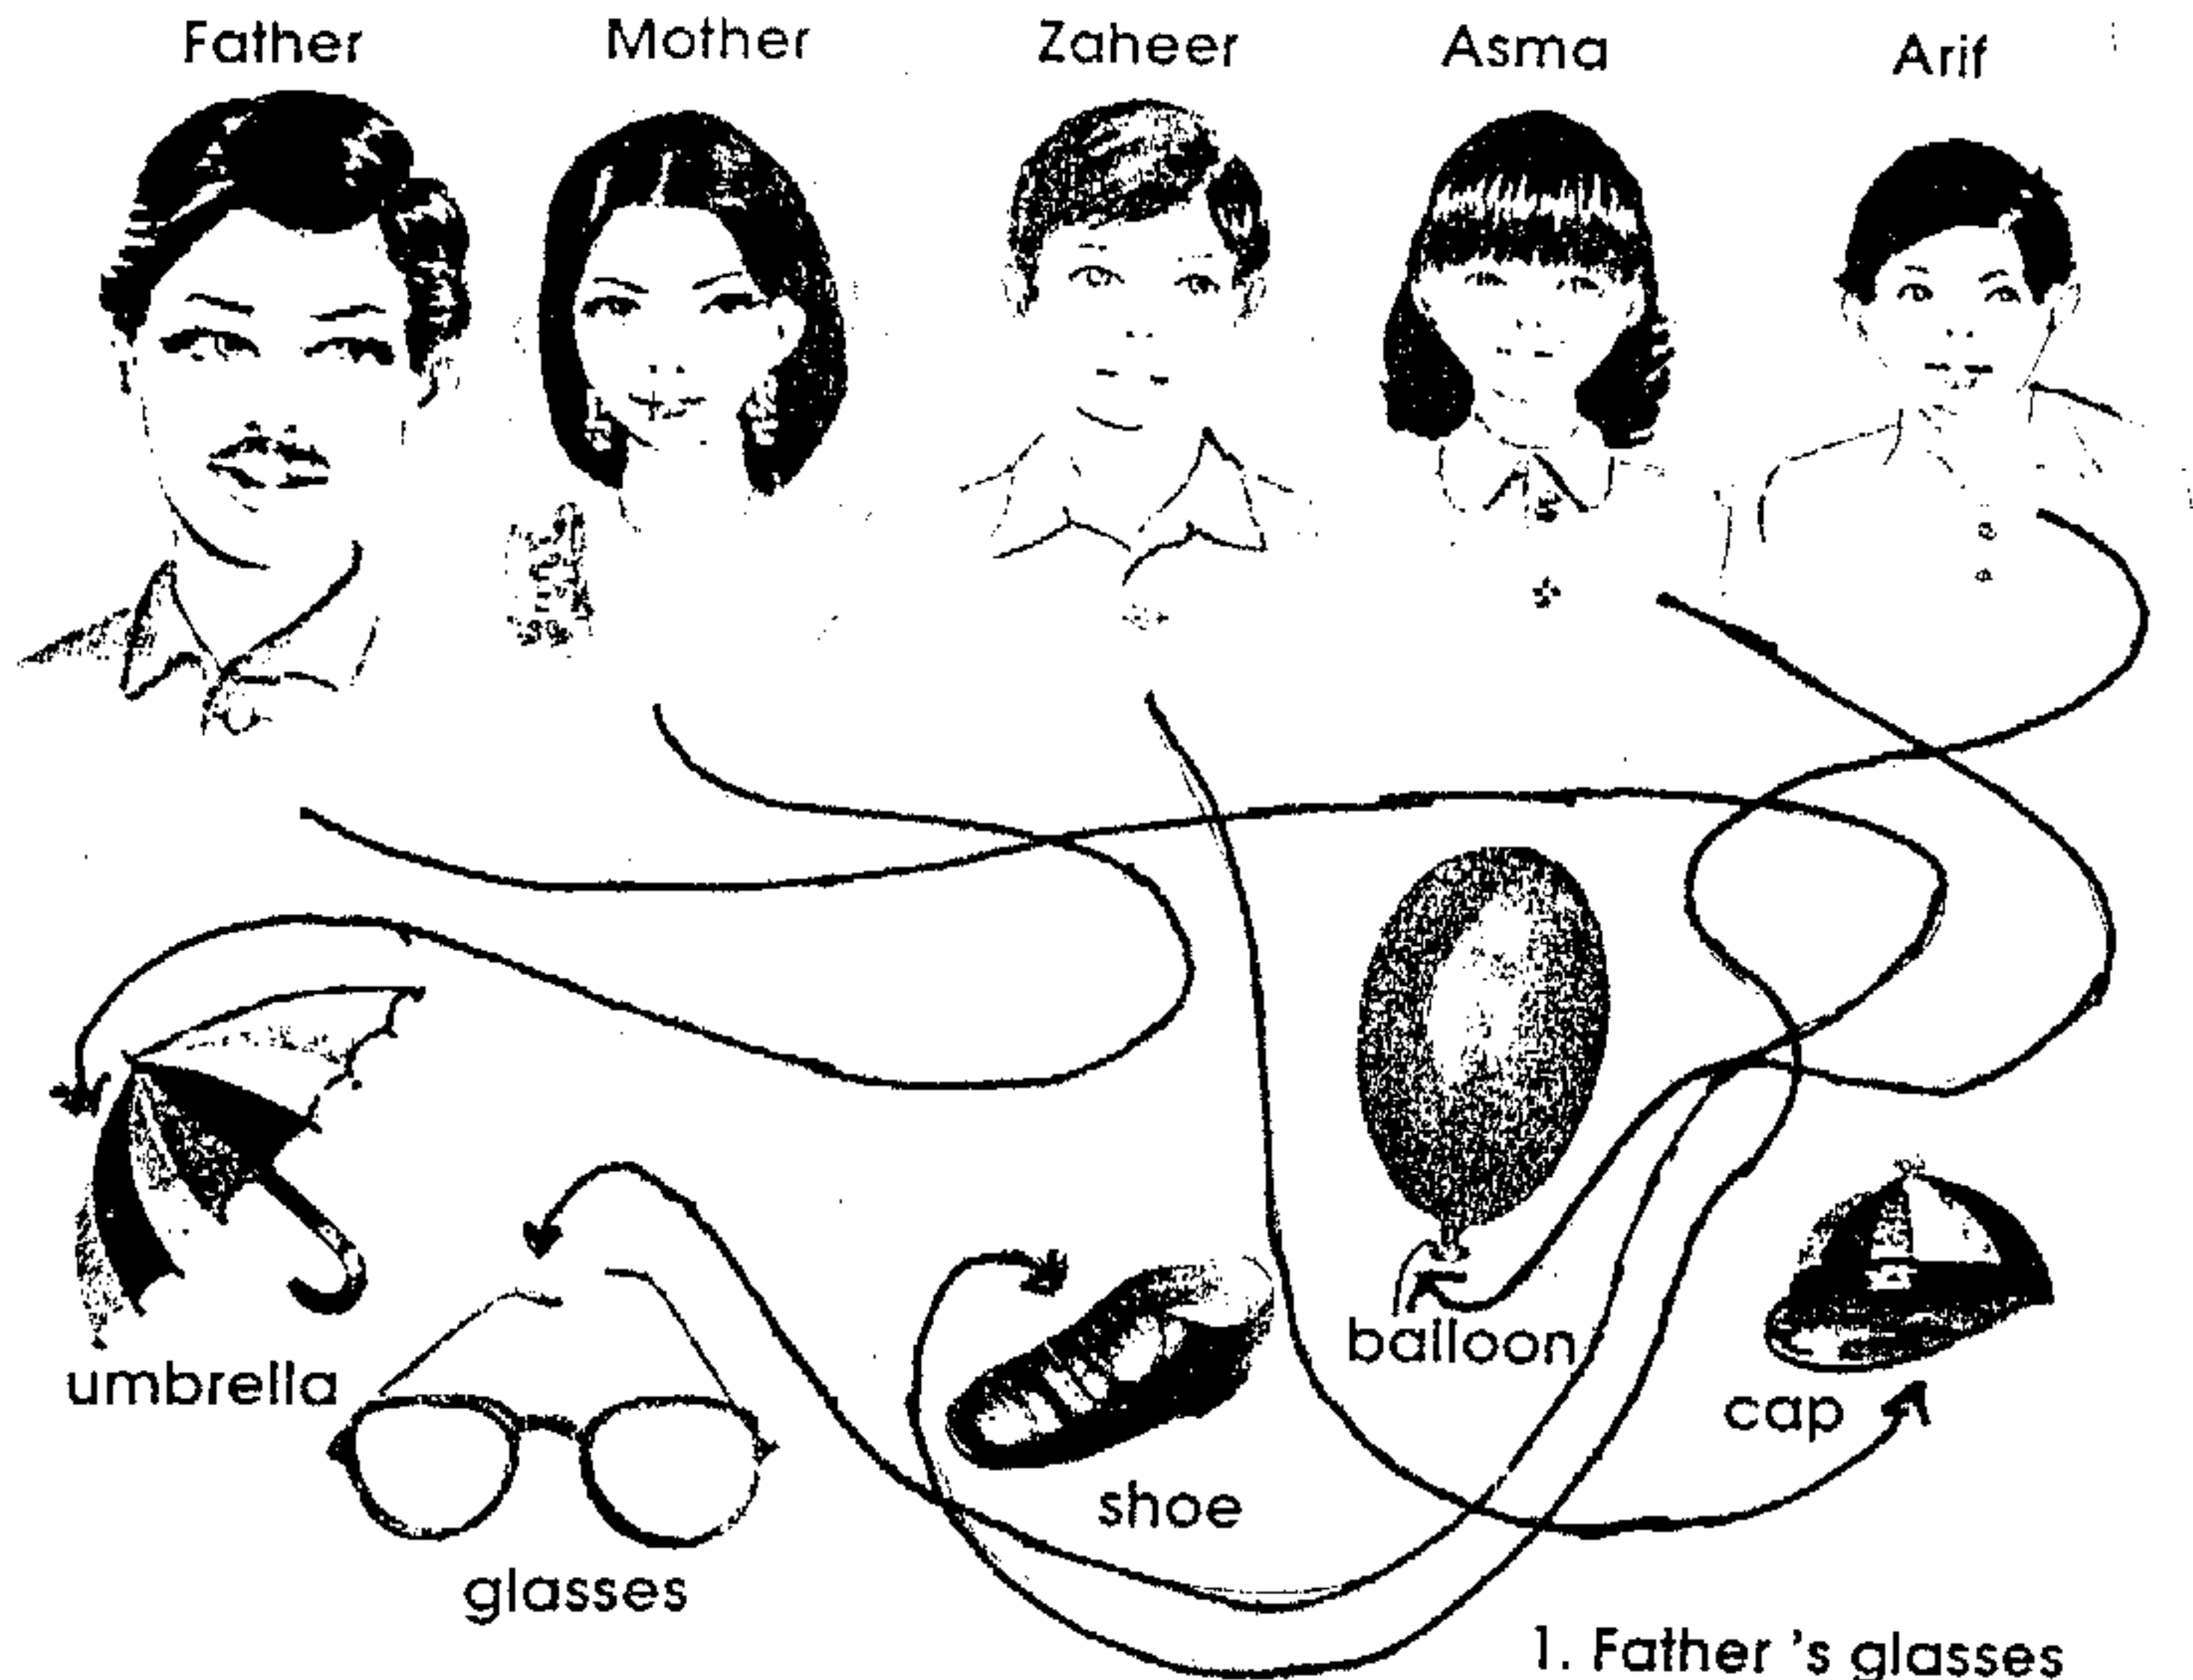 Father Mother Zaheer Asma Arif
umbrella
glasses
shoe
balloon
cap
1. Father 's glasses